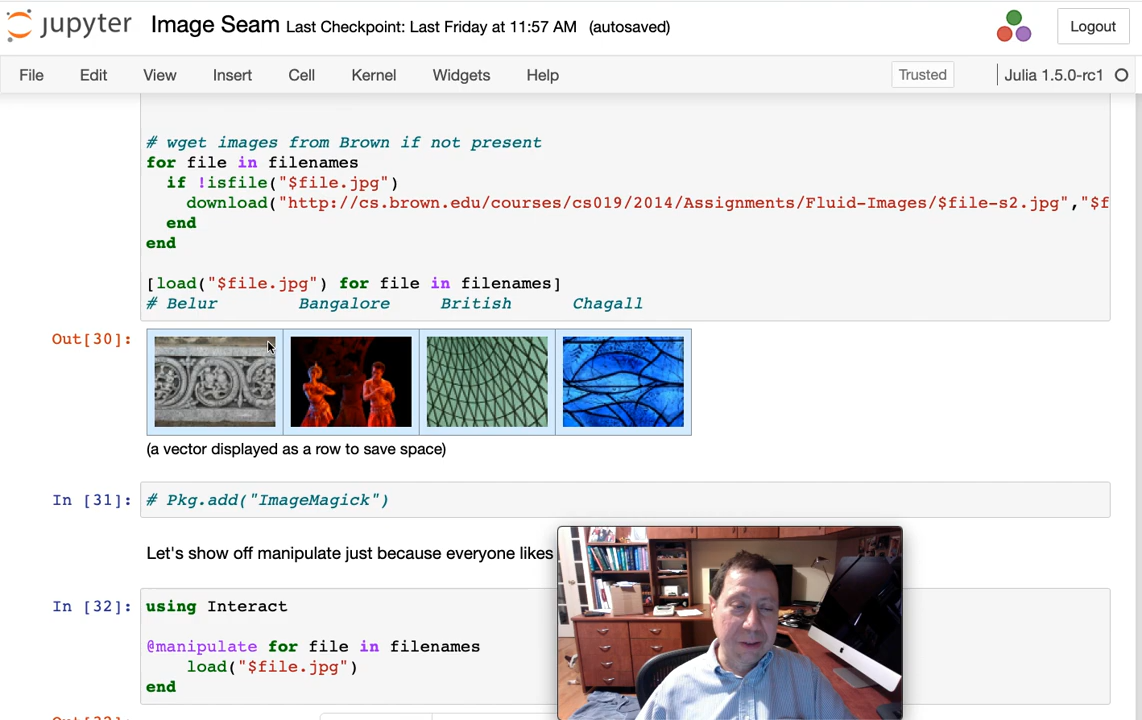 jupyter Image Seam Last Checkpoint: Last Friday at 11:57 AM (autosaved)
Logout
File Edit View Insert Cell Kernel Widgets Help Trusted Julia 1.5.0-rc1
# wget images from Brown if not present
for file in filenames
if !isfile("$file.jpg")
download("http://cs.brown.edu/courses/cs019/2014/Assignments/Fluid-Images/$file-s2.jpg","$f
end
end
[load("$file.jpg") for file in filenames]
# Belur Bangalore British Chagall
Out[30]:
(a vector displayed as a row to save space)
In [31]: # Pkg.add("ImageMagick")
Let's show off manipulate just because everyone likes
In [32]: using Interact
@manipulate for file in filenames
load("$file.jpg")
end